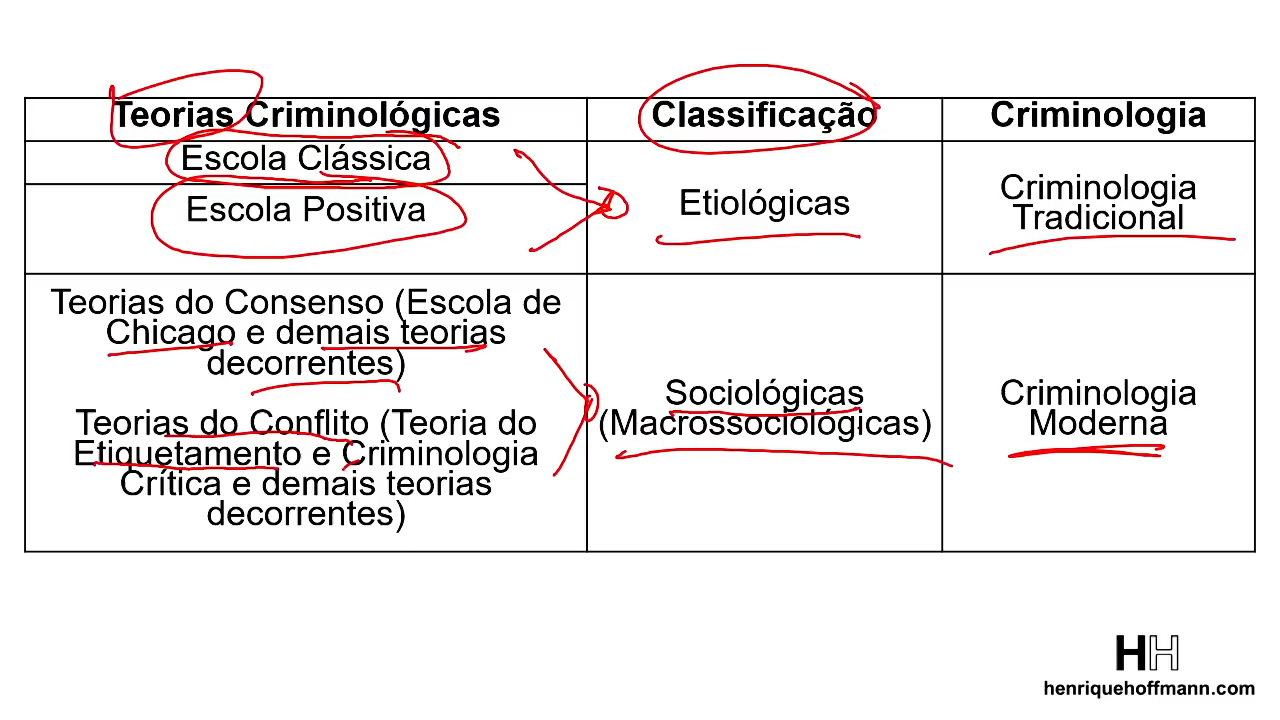 Teorias Criminológicas
Classificação
Criminologia
Escola Clássica
Escola Positiva
Etiológicas
Criminologia
Tradicional
Teorias do Consenso (Escola de
Chicago e demais teorias
decorrentes)
Teorias do Conflito (Teoria do
Etiquetamento e Criminologia
Crítica e demais teorias
decorrentes)
Sociológicas
(Macrossociológicas)
Criminologia
Moderna
HH
henriquehoffmann.com